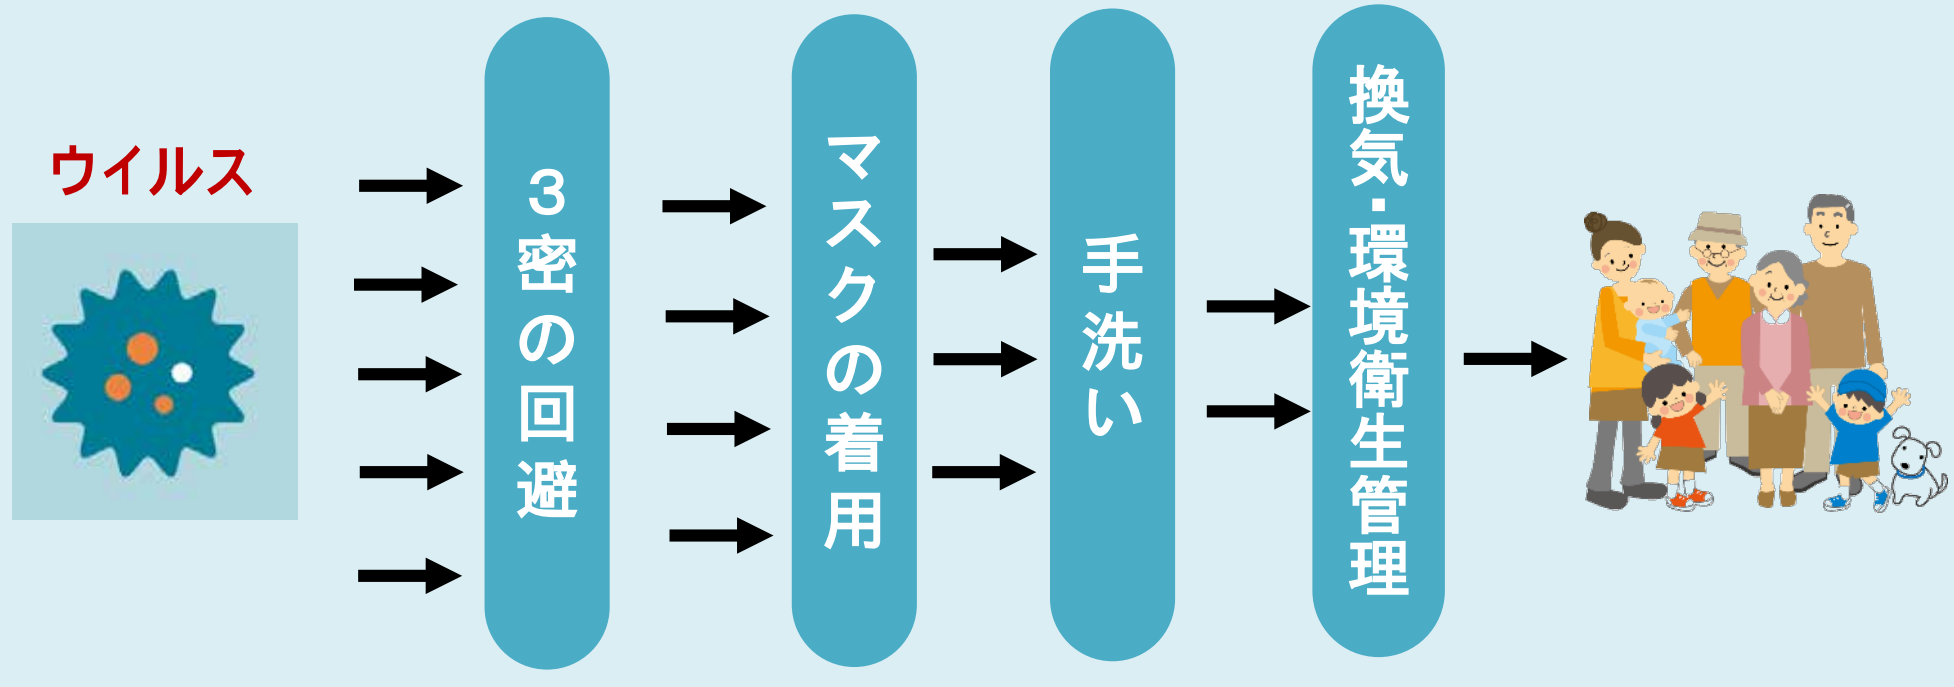 ウイルス
３密の回避
マスクの着用
手洗い
換気・環境衛生管理